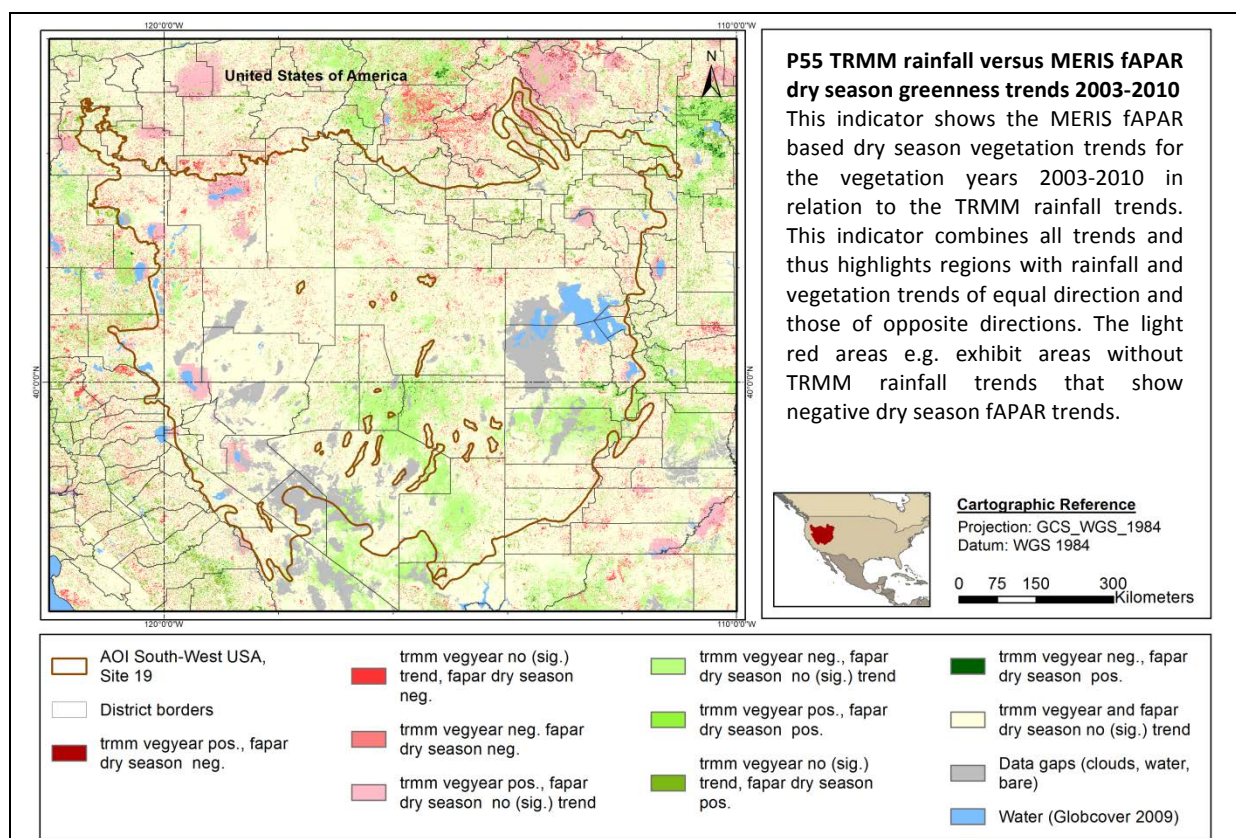 120°0'0"W
110°0'0"W
United States of America
N
40°0'0"N
40°0'0"N
120°0'0"W
110°0'0"W
P55 TRMM rainfall versus MERIS fAPAR
dry season greenness trends 2003-2010
This indicator shows the MERIS fAPAR
based dry season vegetation trends for
the vegetation years 2003-2010 in
relation to the TRMM rainfall trends.
This indicator combines all trends and
thus highlights regions with rainfall and
vegetation trends of equal direction and
those of opposite directions. The light
red areas e.g. exhibit areas without
TRMM rainfall trends that show
negative dry season fAPAR trends.
Cartographic Reference
Projection: GCS_WGS_1984
Datum: WGS 1984
0 75 150 300
Kilometers
AOI South-West USA,
Site 19
District borders
trmm vegyear pos., fapar
dry season neg.
trmm vegyear no (sig.)
trend, fapar dry season
neg.
trmm vegyear neg. fapar
dry season neg.
trmm vegyear pos., fapar
dry season no (sig.) trend
trmm vegyear neg., fapar
dry season no (sig.) trend
trmm vegyear pos., fapar
dry season pos.
trmm vegyear no (sig.)
trend, fapar dry season
pos.
trmm vegyear neg., fapar
dry season pos.
trmm vegyear and fapar
dry season no (sig.) trend
Data gaps (clouds, water,
bare)
Water (Globcover 2009)